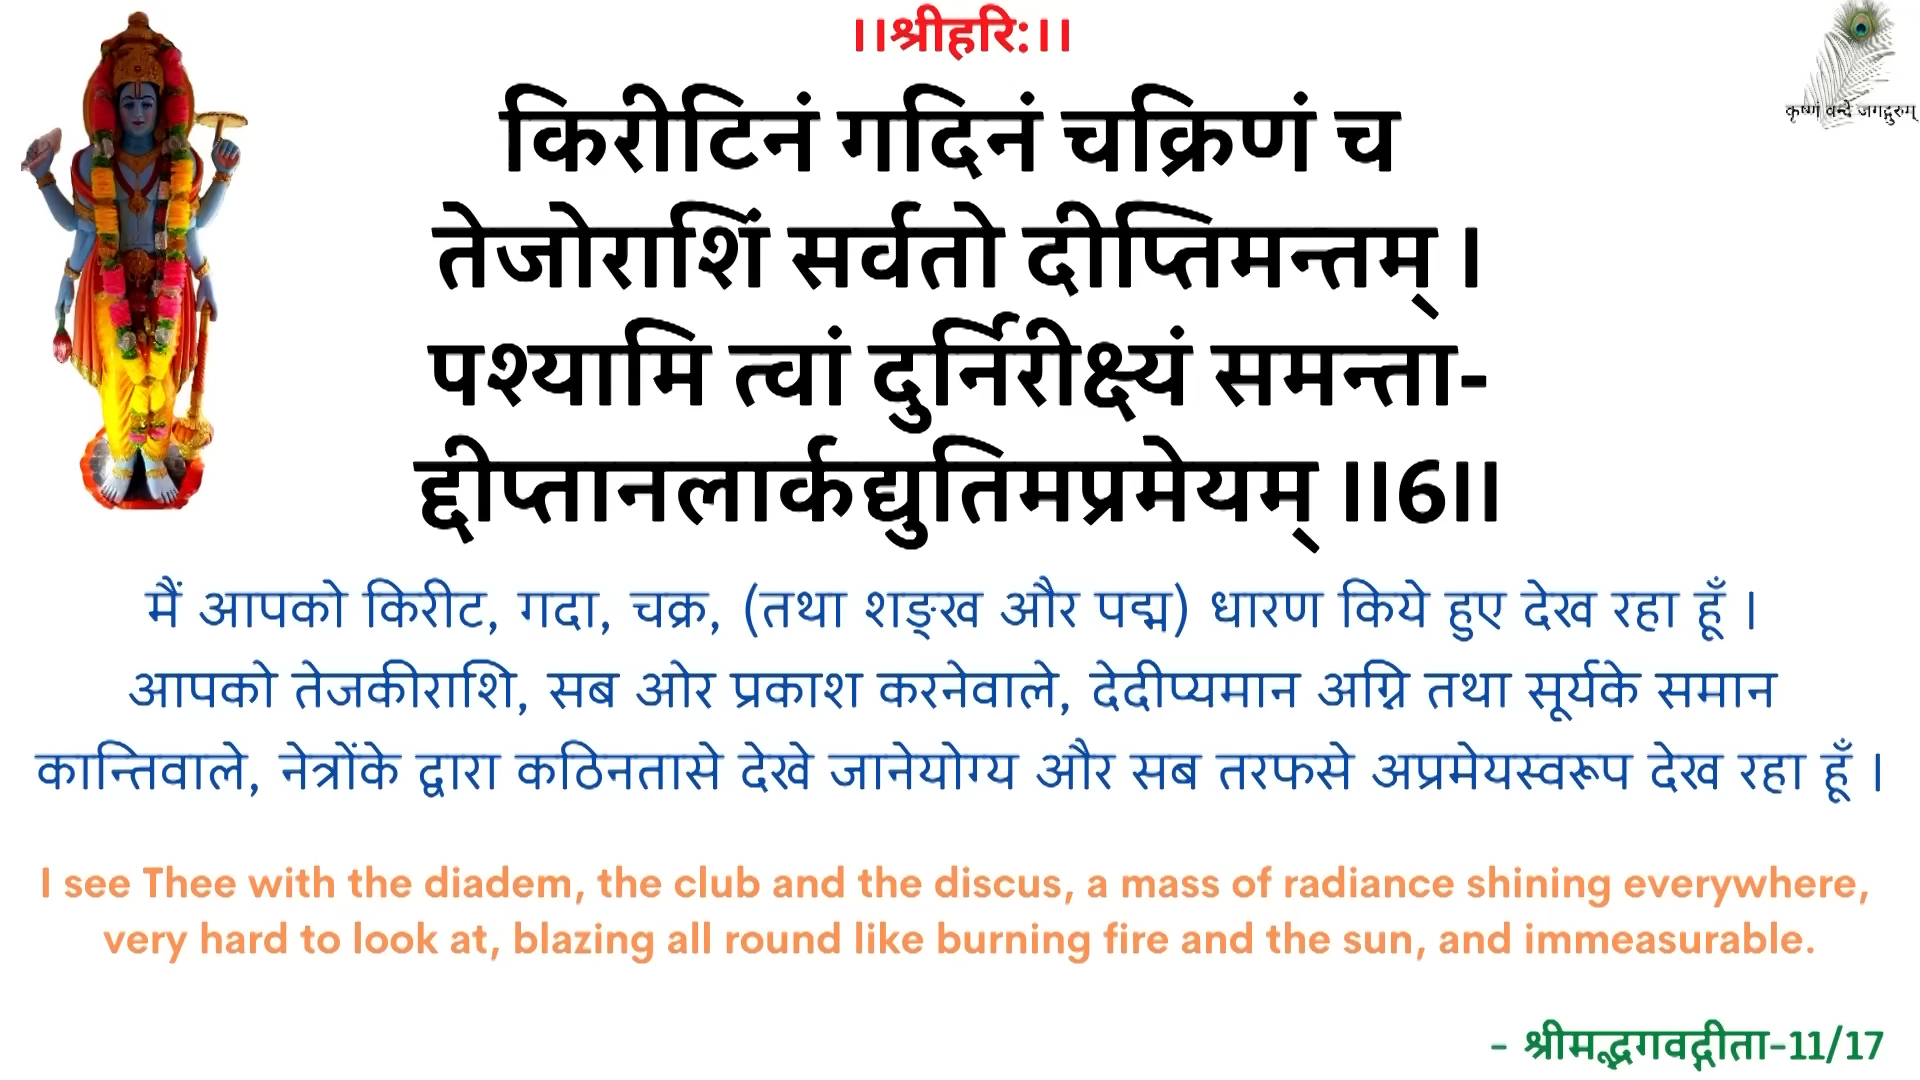 ।।श्रीहरि:।।
कृष्णं वन्दे जगद्गुरुम्
किरीटिनं गदिनं चक्रिणं च
तेजोराशिं सर्वतो दीप्तिमन्तम् ।
पश्यामि त्वां दुर्निरीक्ष्यं समन्ता-
द्दीप्तानलार्कद्युतिमप्रमेयम् ।।6।।
मैं आपको किरीट, गदा, चक्र, (तथा शङ्ख और पद्म) धारण किये हुए देख रहा हूँ ।
आपको तेजकीराशि, सब ओर प्रकाश करनेवाले, देदीप्यमान अग्नि तथा सूर्यके समान
कान्तिवाले, नेत्रोंके द्वारा कठिनतासे देखे जानेयोग्य और सब तरफसे अप्रमेयस्वरूप देख रहा हूँ ।
I see Thee with the diadem, the club and the discus, a mass of radiance shining everywhere,
very hard to look at, blazing all round like burning fire and the sun, and immeasurable.
- श्रीमद्भगवद्गीता-11/17